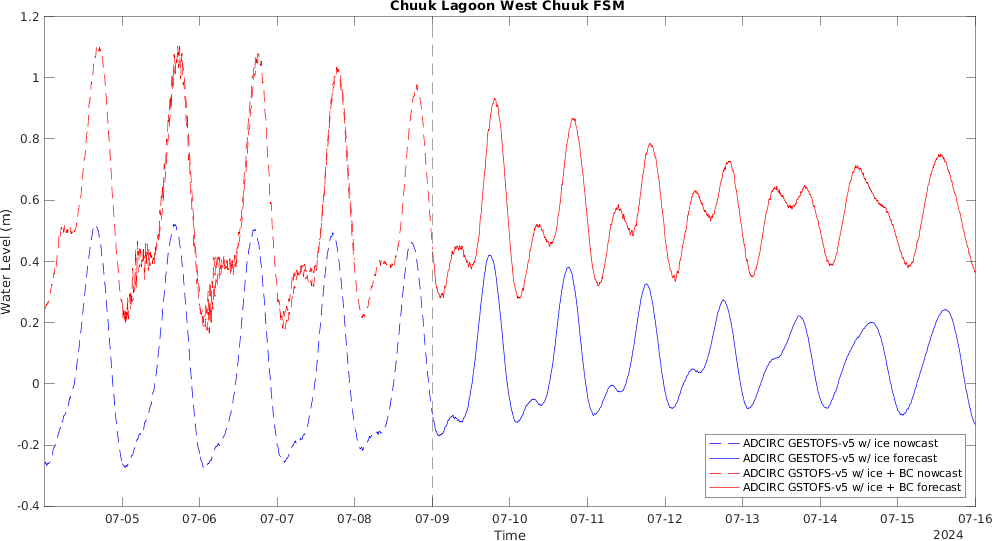 Chuuk Lagoon West Chuuk FSM
1.2
1
0.8
0.6
0.4
0.2
0
-0.2
-0.4
Water Level (m)
07-05 07-06 07-07 07-08 07-09 07-10 07-11 07-12 07-13 07-14 07-15 07-16
Time
2024
ADCIRC GESTOFS-v5 w/ ice nowcast
ADCIRC GESTOFS-v5 w/ ice forecast
ADCIRC GSTOFS-v5 w/ ice + BC nowcast
ADCIRC GSTOFS-v5 w/ ice + BC forecast